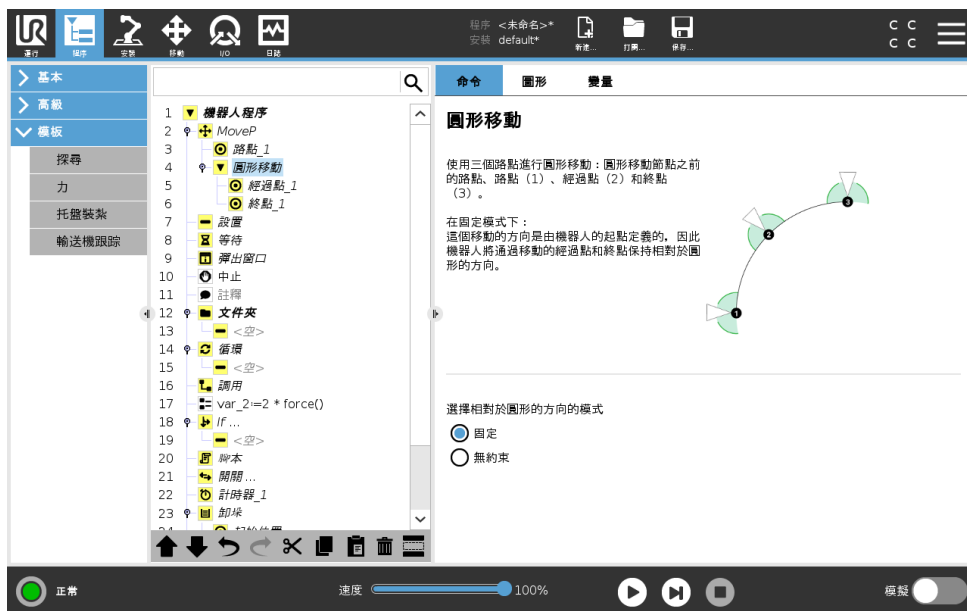 運行
程序
安裝
移動
I/O
日誌
程序 <未命名>*
安裝 default*
新建...
打開...
保存...
C C
C C
基本
高級
模板
探尋
力
托盤裝紮
輸送機跟踪
1 機器人程序
2 MoveP
3 路點_1
4 圓形移動
5 經過點_1
6 終點_1
7 設置
8 等待
9 彈出窗口
10 中止
11 註釋
12 文件夾
13 <空>
14 循環
15 <空>
16 調用
17 var_2:=2 * force()
18 If ...
19 <空>
20 腳本
21 開關 ...
22 計時器_1
23 卸垛
24 起始位置
命令
圖形
變量
圓形移動
使用三個路點進行圓形移動：圓形移動節點之前
的路點、路點（1）、經過點（2）和終點
（3）。
在固定模式下：
這個移動的方向是由機器人的起點定義的，因此
機器人將通過移動的經過點和終點保持相對於圓
形的方向。
1
2
3
選擇相對於圓形的方向的模式
固定
無約束
正常
速度
100%
模擬